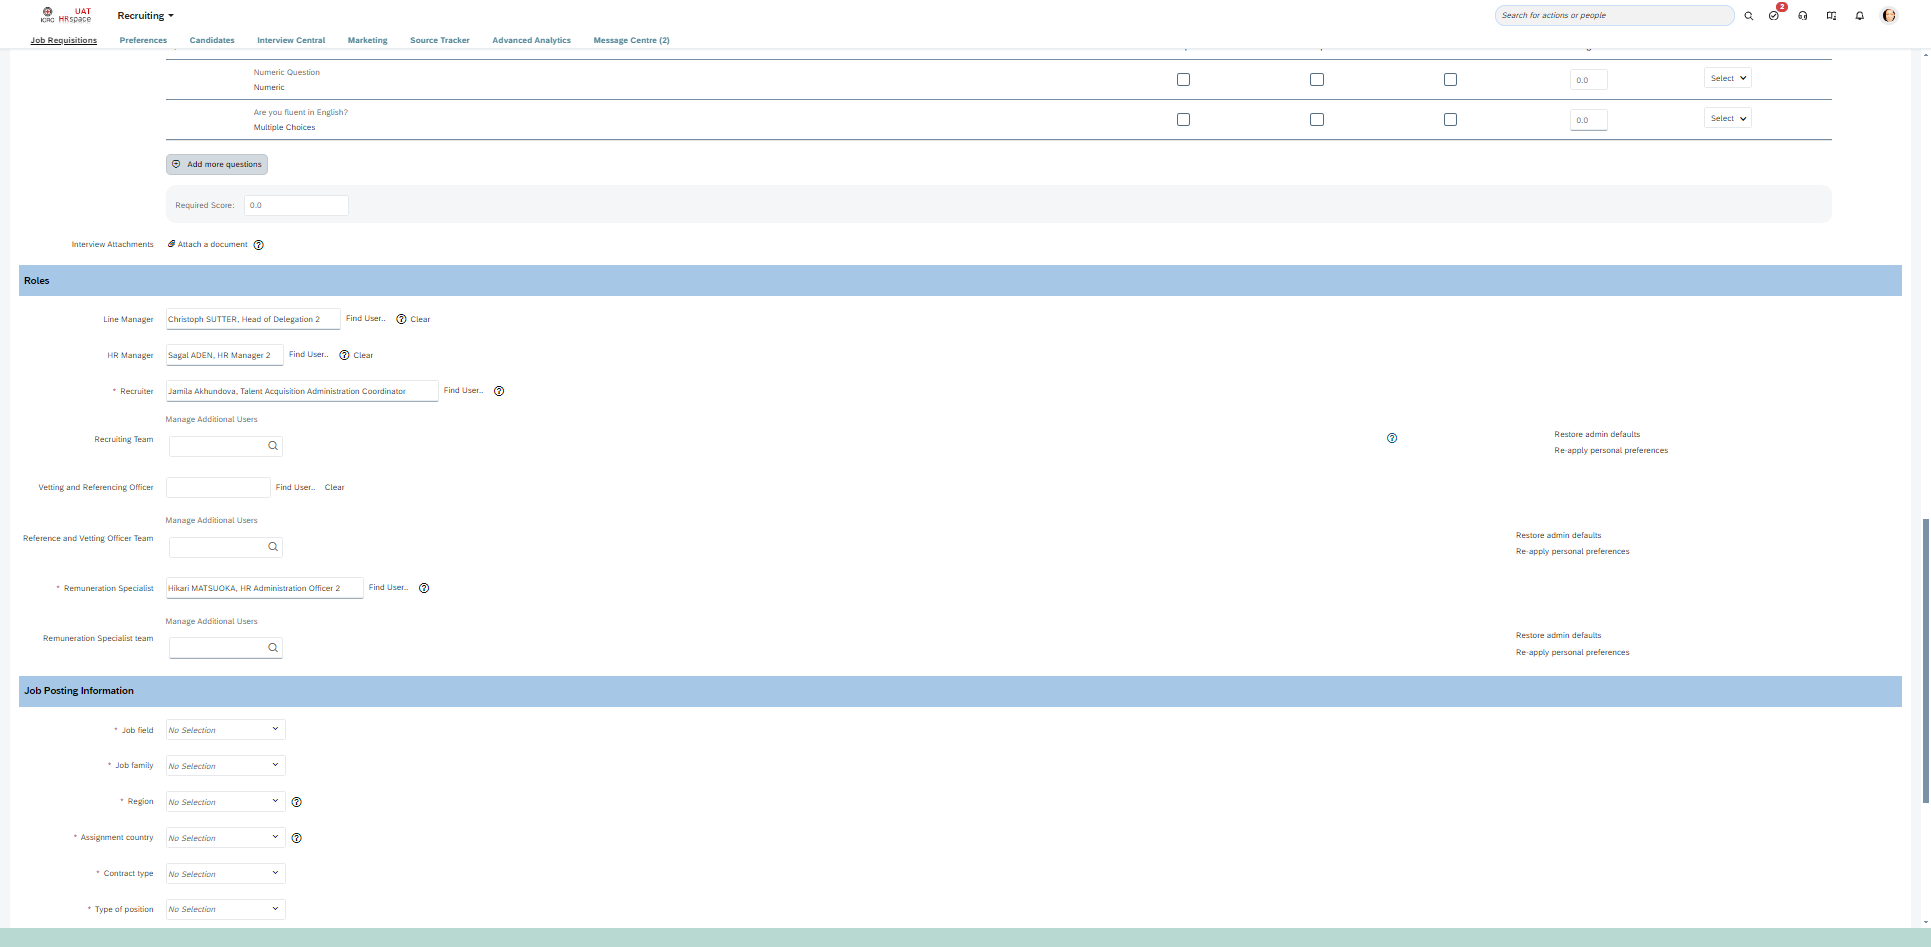 UAT
ICRC HRspace
Recruiting
Search for actions or people
2
Job Requisitions
Preferences
Candidates
Interview Central
Marketing
Source Tracker
Advanced Analytics
Message Centre (2)
Numeric Question
Numeric
0.0
Select
Are you fluent in English?
Multiple Choices
0.0
Select
Add more questions
Required Score: 0.0
Interview Attachments Attach a document ?
Roles
Line Manager Christoph SUTTER, Head of Delegation 2 Find User.. ? Clear
HR Manager Sagal ADEN, HR Manager 2 Find User.. ? Clear
* Recruiter Jamila Akhundova, Talent Acquisition Administration Coordinator Find User.. ?
Manage Additional Users
Recruiting Team ? Restore admin defaults
Re-apply personal preferences
Vetting and Referencing Officer Find User.. Clear
Manage Additional Users
Reference and Vetting Officer Team Restore admin defaults
Re-apply personal preferences
* Remuneration Specialist Hikari MATSUOKA, HR Administration Officer 2 Find User.. ?
Manage Additional Users
Remuneration Specialist team Restore admin defaults
Re-apply personal preferences
Job Posting Information
* Job field No Selection
* Job family No Selection
* Region No Selection ?
* Assignment country No Selection ?
* Contract type No Selection
* Type of position No Selection